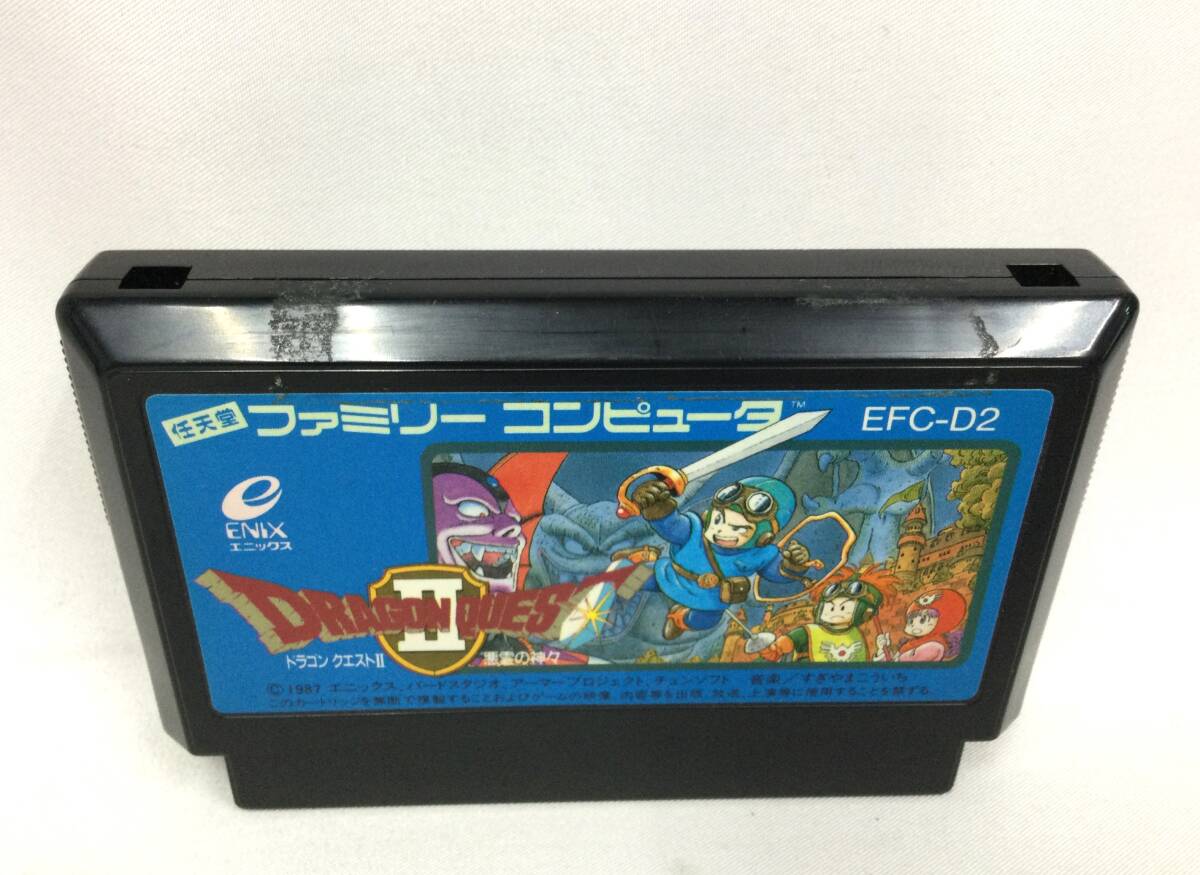 任天堂 ファミリー コンピュータ™ EFC-D2
e
ENIX
エニックス
DRAGON QUEST
II
ドラゴン クエストII 悪霊の神々
© 1987 エニックス、バードスタジオ、アーマープロジェクト、チュンソフト 音楽/すぎやまこういち
このカートリッジを無断で複製することおよびゲームの映像、内容等を出版、放送、上演等に使用することを禁ずる。